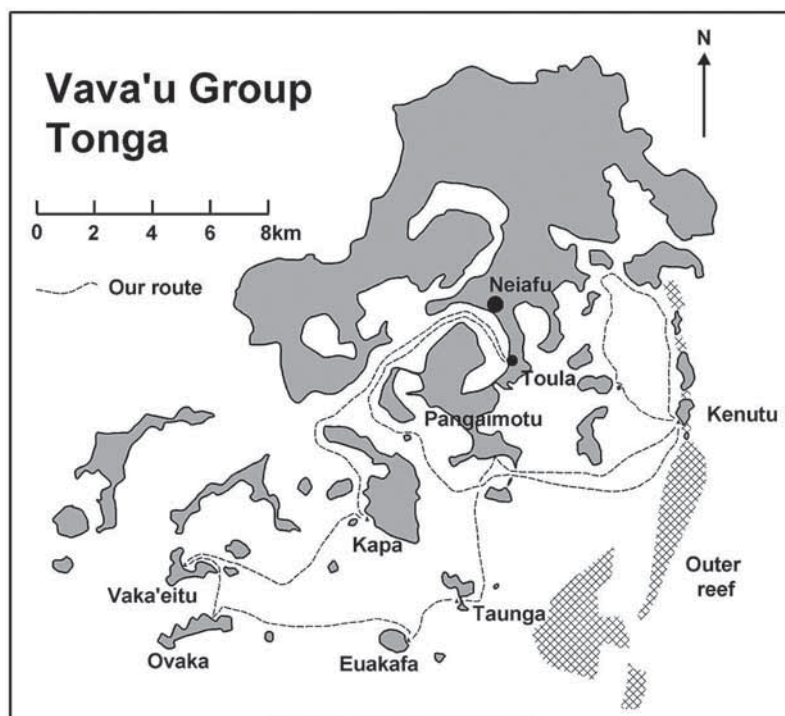 Vava'u Group
Tonga
N
0 2 4 6 8km
Our route
Neiafu
Toula
Pangaimotu
Kenutu
Kapa
Outer
reef
Vaka'eitu
Taunga
Ovaka
Euakafa